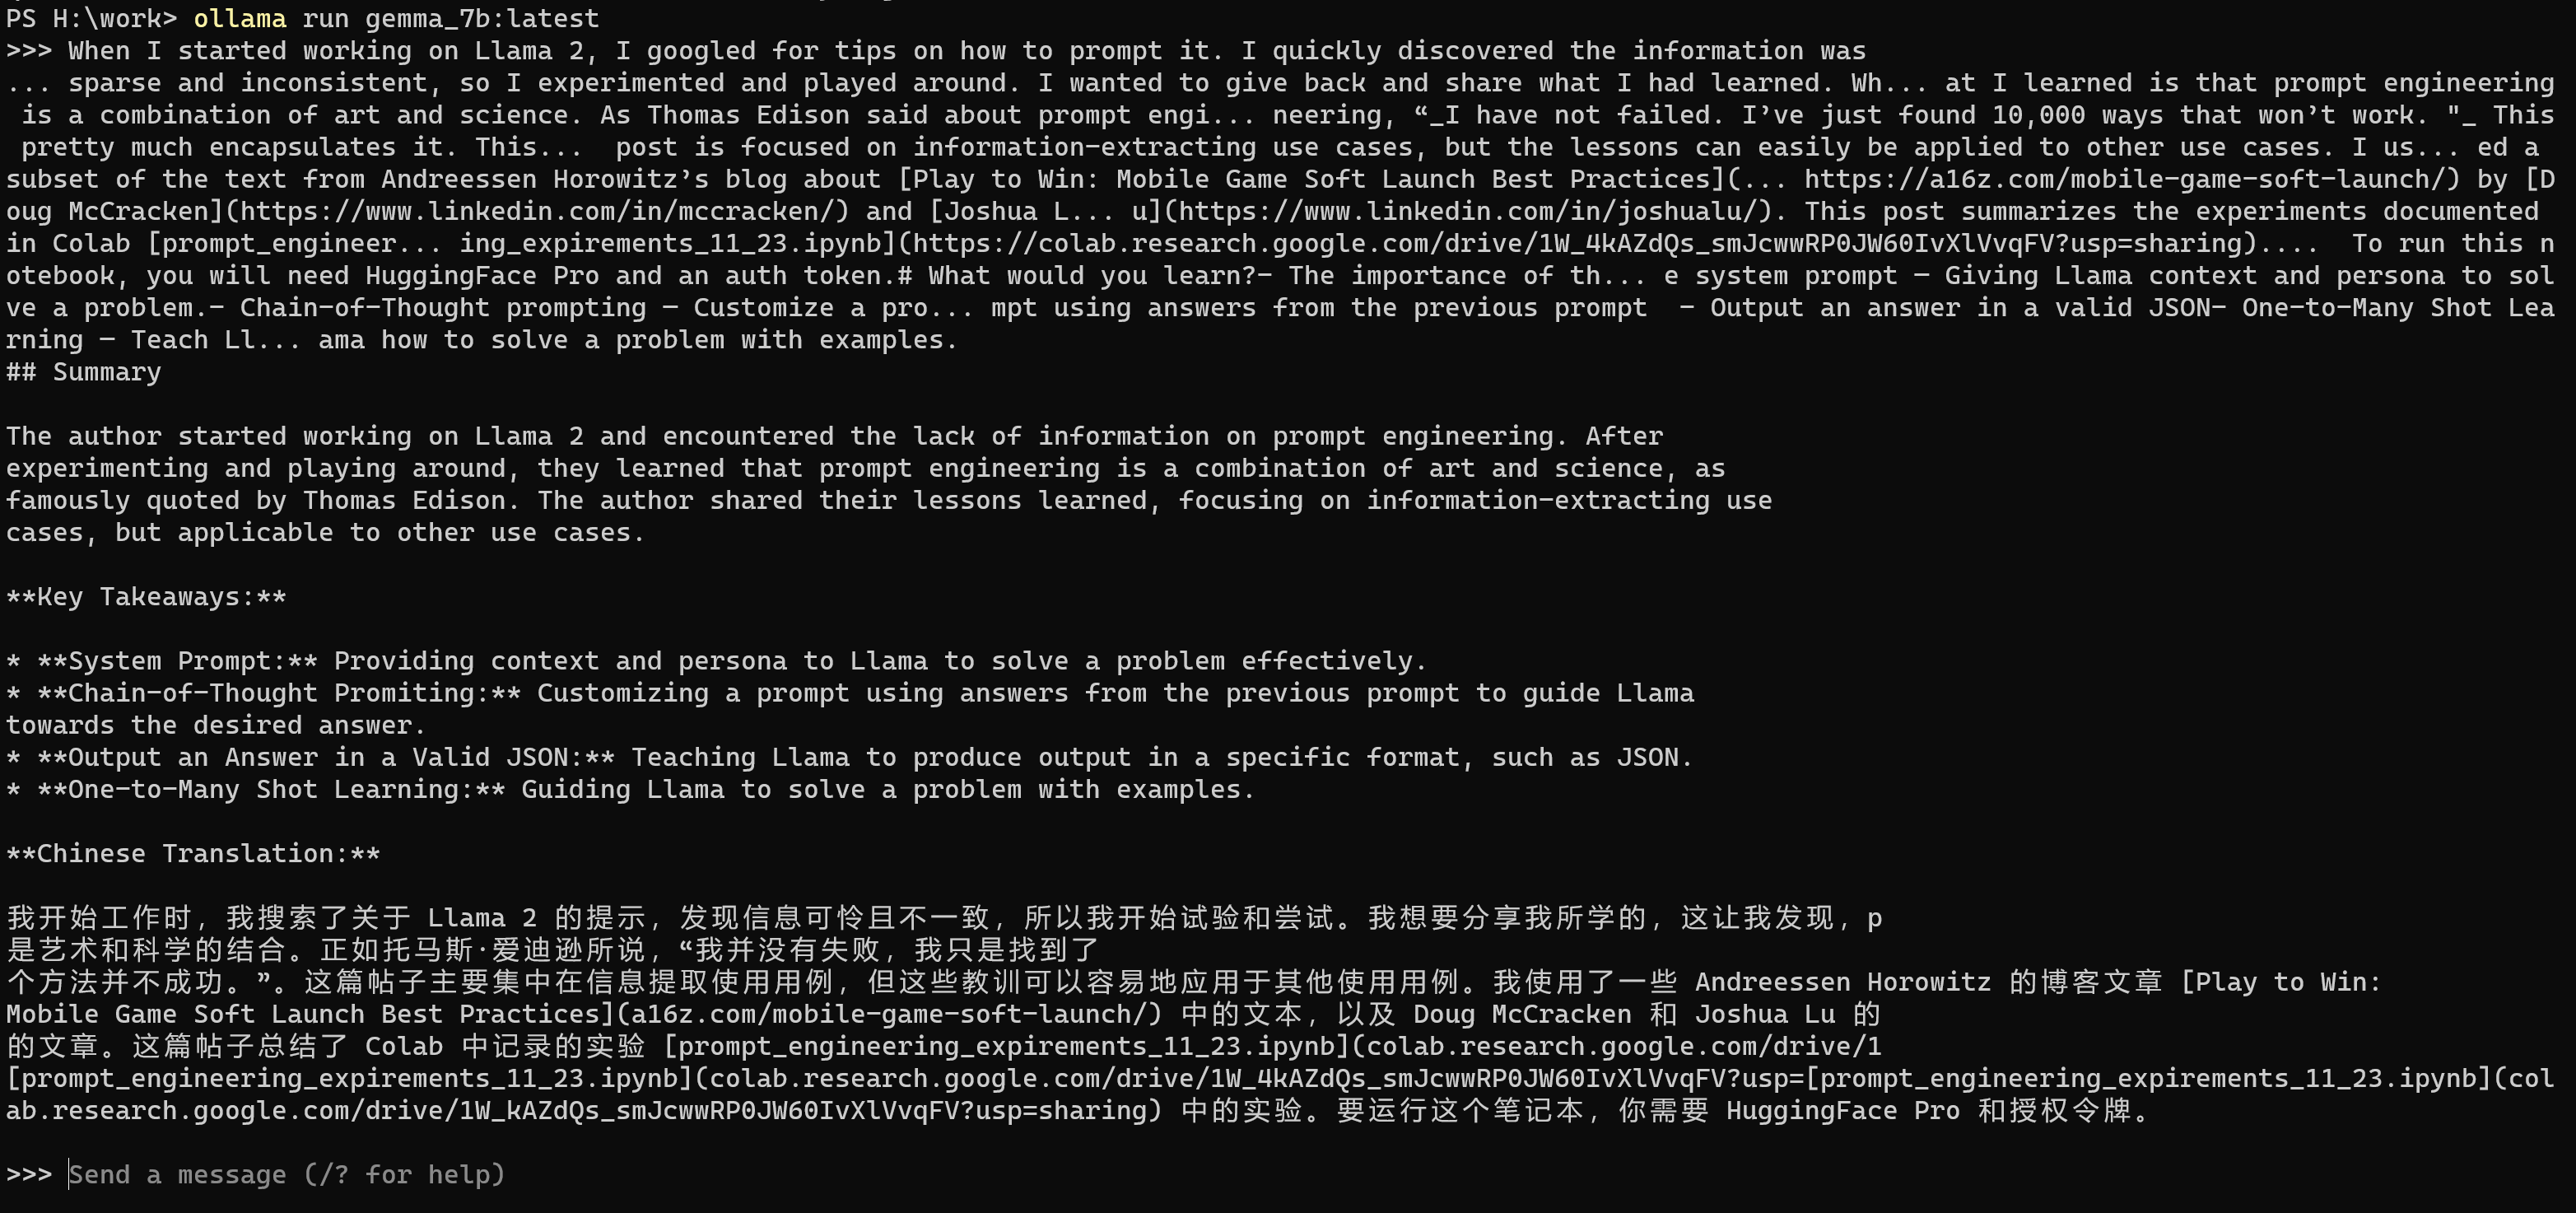 PS H:\work> ollama run gemma_7b:latest
>>> When I started working on Llama 2, I googled for tips on how to prompt it. I quickly discovered the information was
... sparse and inconsistent, so I experimented and played around. I wanted to give back and share what I had learned. Wh... at I learned is that prompt engineering
 is a combination of art and science. As Thomas Edison said about prompt engi... neering, “_I have not failed. I’ve just found 10,000 ways that won’t work. "_ This
 pretty much encapsulates it. This...  post is focused on information-extracting use cases, but the lessons can easily be applied to other use cases. I us... ed a
subset of the text from Andreessen Horowitz’s blog about [Play to Win: Mobile Game Soft Launch Best Practices](... https://a16z.com/mobile-game-soft-launch/) by [D
oug McCracken](https://www.linkedin.com/in/mccracken/) and [Joshua L... u](https://www.linkedin.com/in/joshualu/). This post summarizes the experiments documented
in Colab [prompt_engineer... ing_expirements_11_23.ipynb](https://colab.research.google.com/drive/1W_4kAZdQs_smJcwwRP0JW60IvXlVvqFV?usp=sharing)....  To run this n
otebook, you will need HuggingFace Pro and an auth token.# What would you learn?- The importance of th... e system prompt — Giving Llama context and persona to sol
ve a problem.- Chain-of-Thought prompting — Customize a pro... mpt using answers from the previous prompt  - Output an answer in a valid JSON- One-to-Many Shot Lea
rning — Teach Ll... ama how to solve a problem with examples.
## Summary
The author started working on Llama 2 and encountered the lack of information on prompt engineering. After
experimenting and playing around, they learned that prompt engineering is a combination of art and science, as
famously quoted by Thomas Edison. The author shared their lessons learned, focusing on information-extracting use
cases, but applicable to other use cases.
**Key Takeaways:**
* **System Prompt:** Providing context and persona to Llama to solve a problem effectively.
* **Chain-of-Thought Promiting:** Customizing a prompt using answers from the previous prompt to guide Llama
towards the desired answer.
* **Output an Answer in a Valid JSON:** Teaching Llama to produce output in a specific format, such as JSON.
* **One-to-Many Shot Learning:** Guiding Llama to solve a problem with examples.
**Chinese Translation:**
我开始工作时，我搜索了关于 Llama 2 的提示，发现信息可怜且不一致，所以我开始试验和尝试。我想要分享我所学的，这让我发现，p
是艺术和科学的结合。正如托马斯·爱迪逊所说，“我并没有失败，我只是找到了
个方法并不成功。”。这篇帖子主要集中在信息提取使用用例，但这些教训可以容易地应用于其他使用用例。我使用了一些 Andreessen Horowitz 的博客文章 [Play to Win:
Mobile Game Soft Launch Best Practices](a16z.com/mobile-game-soft-launch/) 中的文本，以及 Doug McCracken 和 Joshua Lu 的
的文章。这篇帖子总结了 Colab 中记录的实验 [prompt_engineering_expirements_11_23.ipynb](colab.research.google.com/drive/1
[prompt_engineering_expirements_11_23.ipynb](colab.research.google.com/drive/1W_4kAZdQs_smJcwwRP0JW60IvXlVvqFV?usp=[prompt_engineering_expirements_11_23.ipynb](col
ab.research.google.com/drive/1W_kAZdQs_smJcwwRP0JW60IvXlVvqFV?usp=sharing) 中的实验。要运行这个笔记本，你需要 HuggingFace Pro 和授权令牌。
>>> Send a message (/? for help)